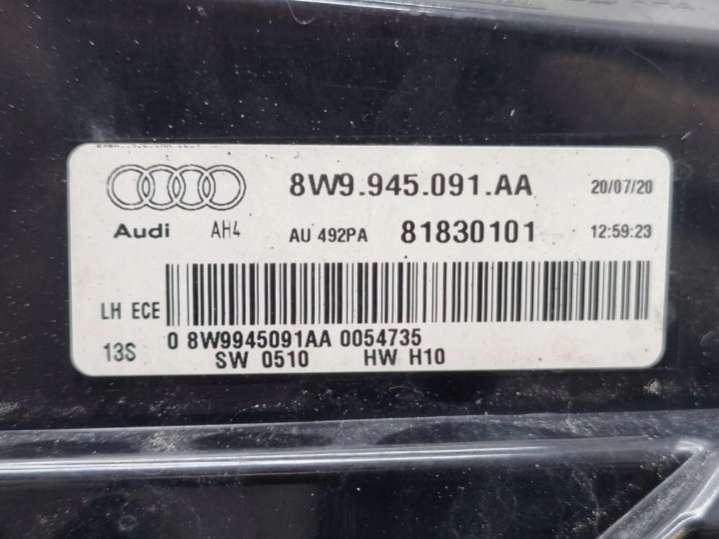 8W9.945.091.AA 20/07/20
Audi AH4 AU 492PA 81830101 12:59:23
LH ECE
13S 0 8W9945091AA 0054735
SW 0510 HW H10